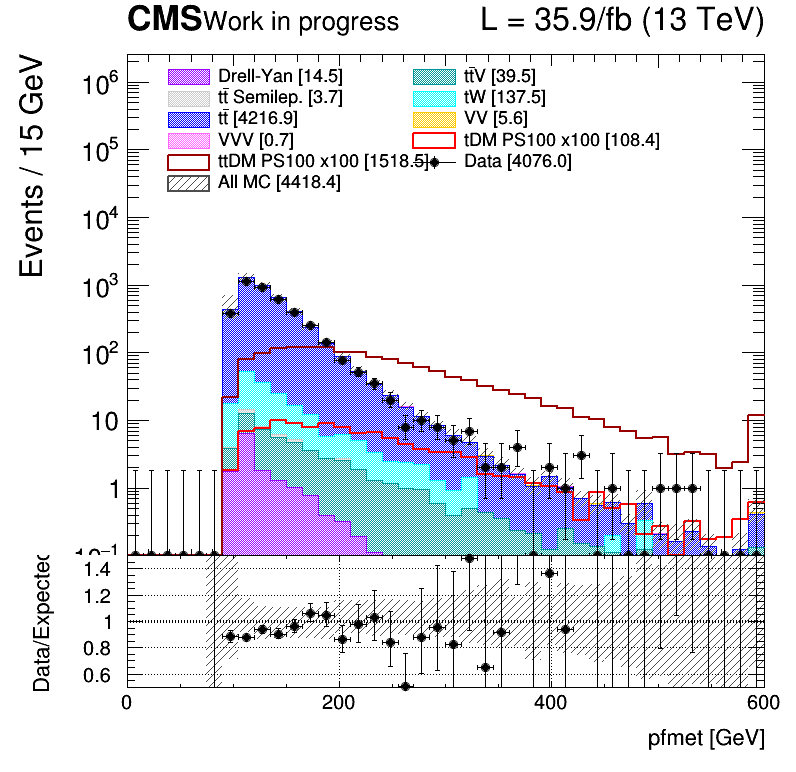 CMS Work in progress L = 35.9/fb (13 TeV)
Events / 15 GeV
Drell-Yan [14.5] tt̄V [39.5]
tt̄ Semilep. [3.7] tW [137.5]
tt̄ [4216.9] VV [5.6]
VVV [0.7] tDM PS100 x100 [108.4]
ttDM PS100 x100 [1518.5] Data [4076.0]
All MC [4418.4]
10⁶
10⁵
10⁴
10³
10²
10
1
10⁻¹
Data/Expected
1.4
1.2
1
0.8
0.6
0 200 400 600
pfmet [GeV]